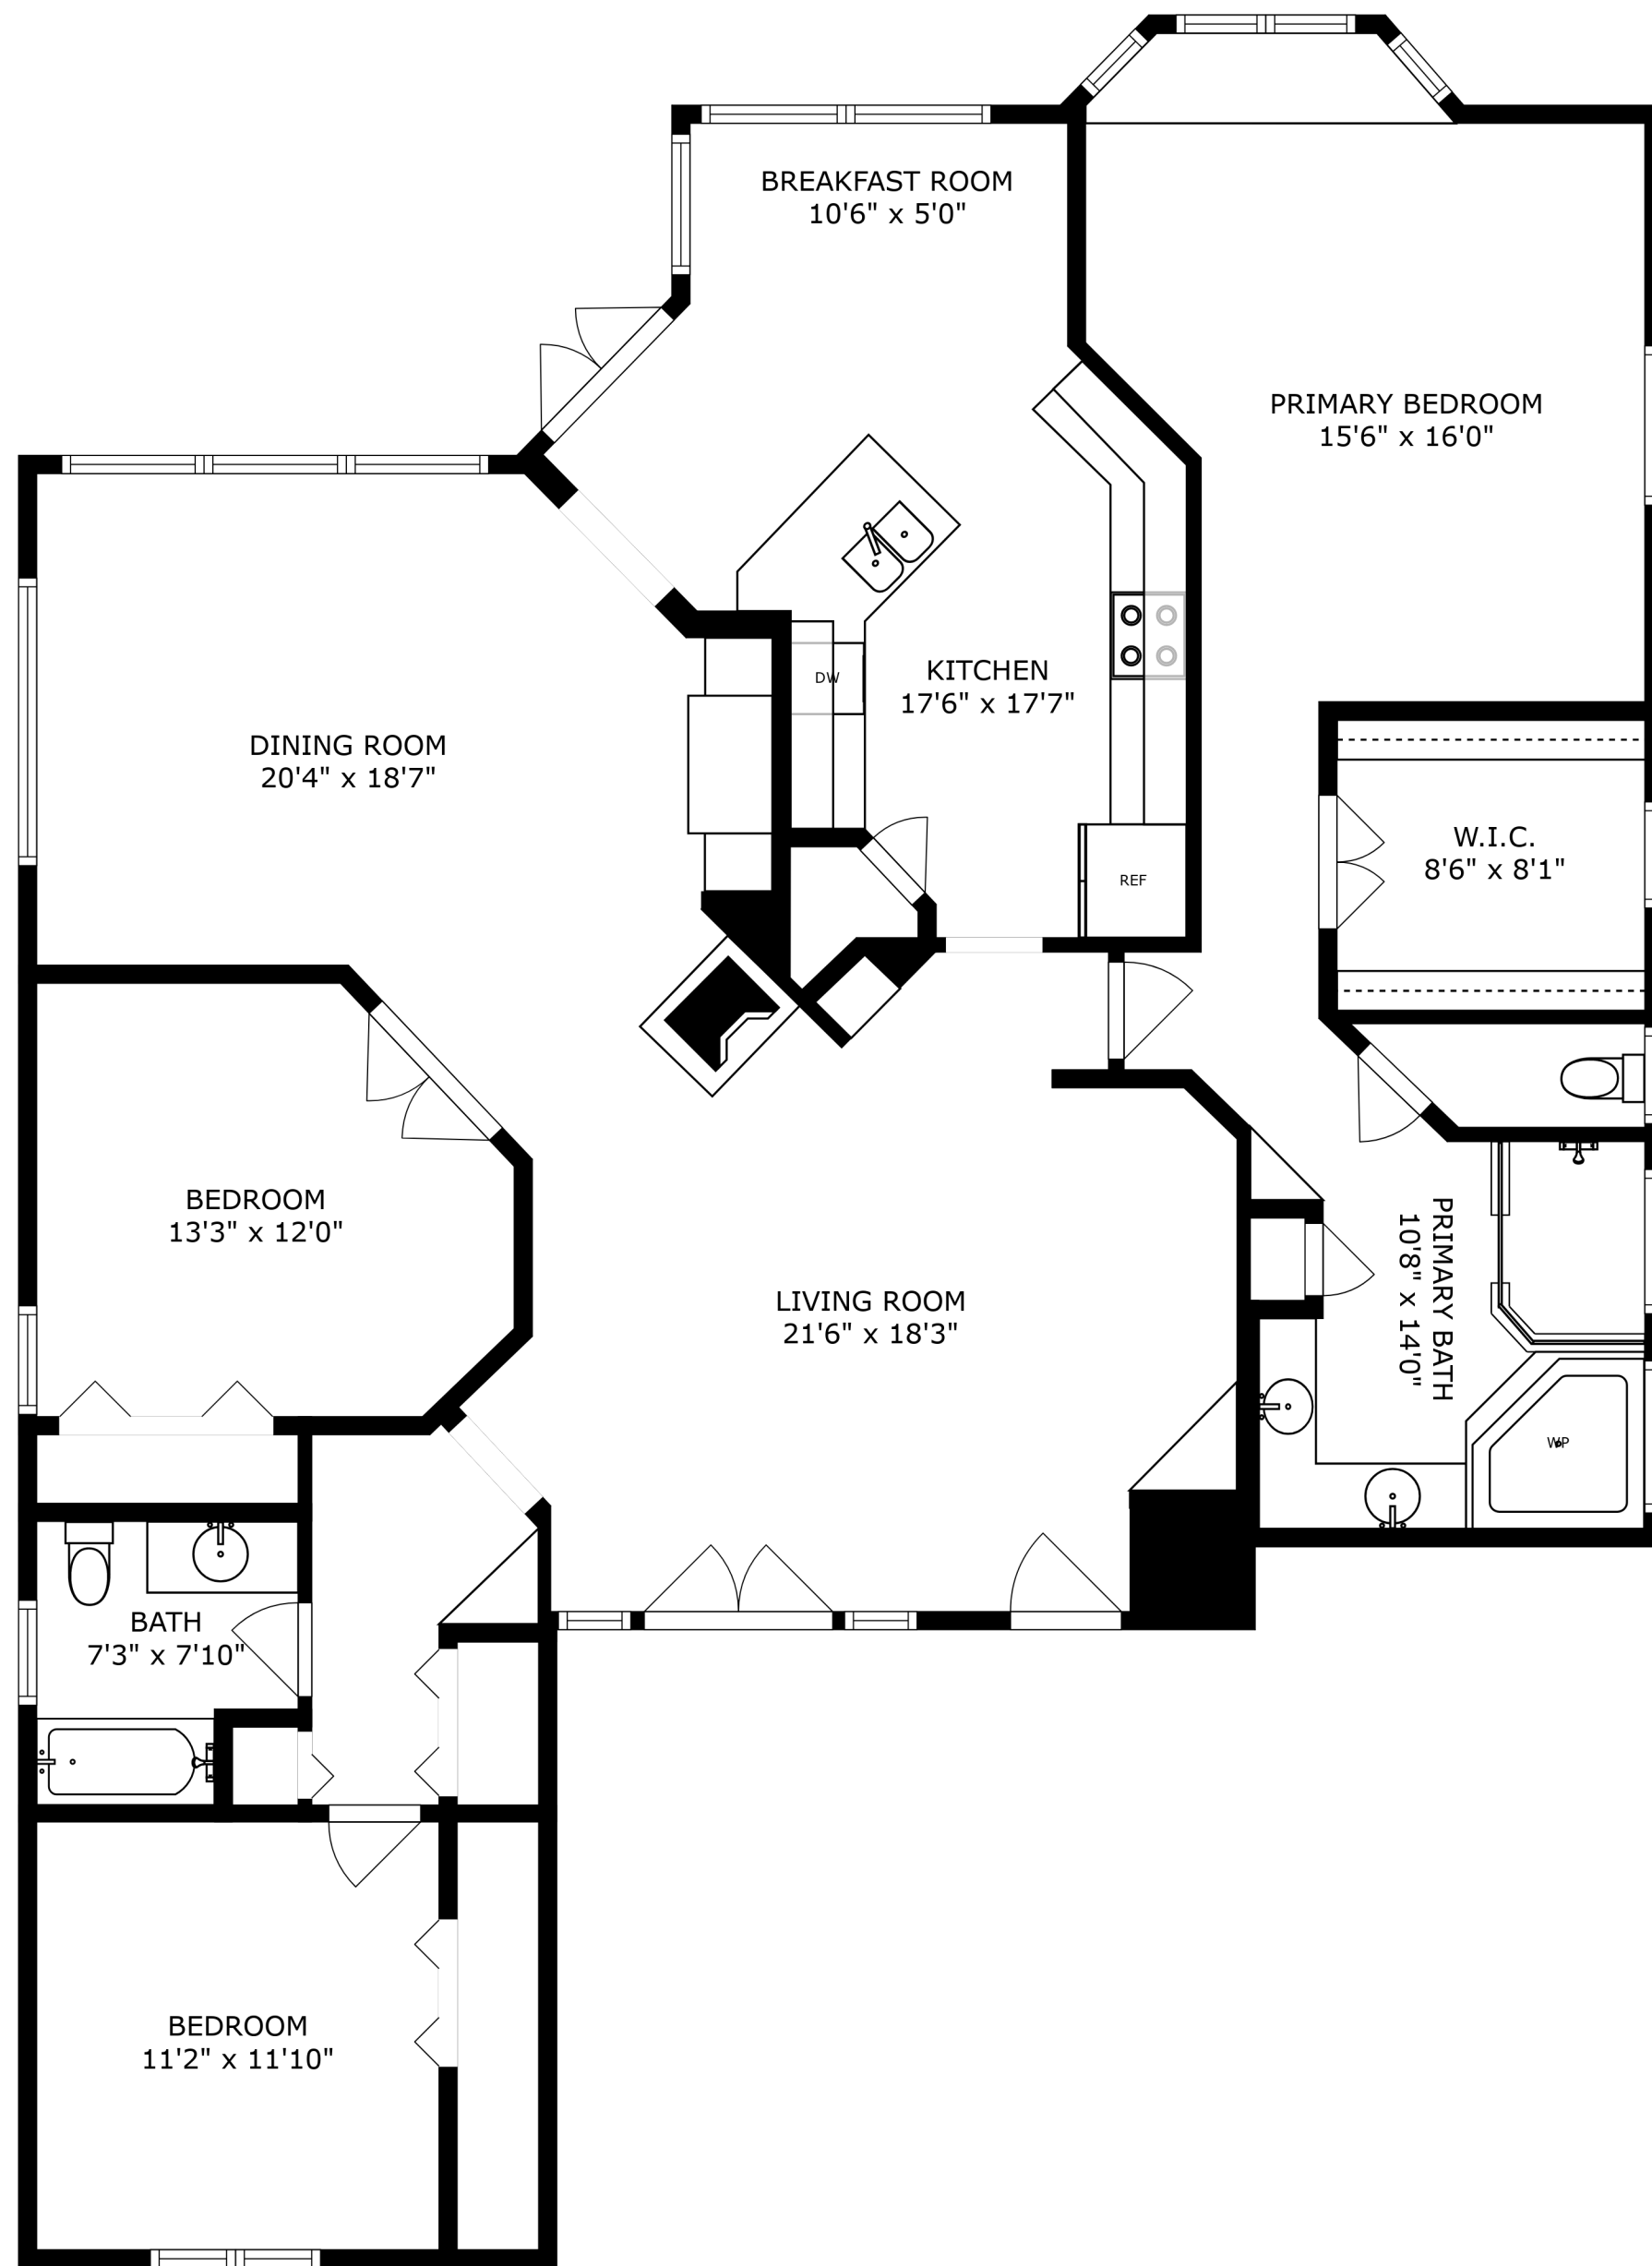 BREAKFAST ROOM
10'6" x 5'0"
PRIMARY BEDROOM
15'6" x 16'0"
KITCHEN
17'6" x 17'7"
DW
REF
DINING ROOM
20'4" x 18'7"
W.I.C.
8'6" x 8'1"
BEDROOM
13'3" x 12'0"
LIVING ROOM
21'6" x 18'3"
PRIMARY BATH
10'8" x 14'0"
WP
BATH
7'3" x 7'10"
BEDROOM
11'2" x 11'10"